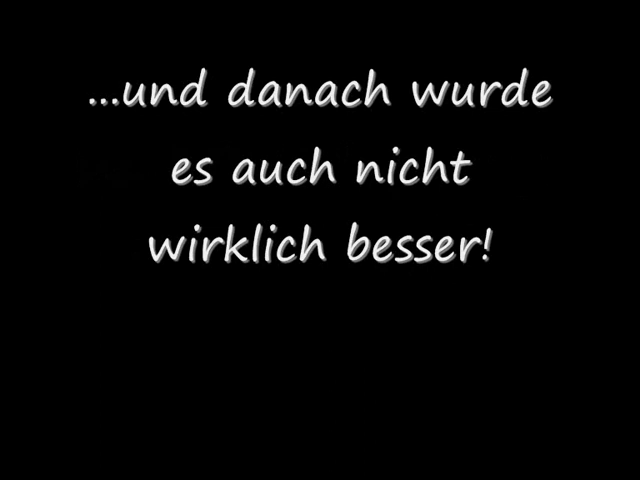 ...und danach wurde
es auch nicht
wirklich besser!